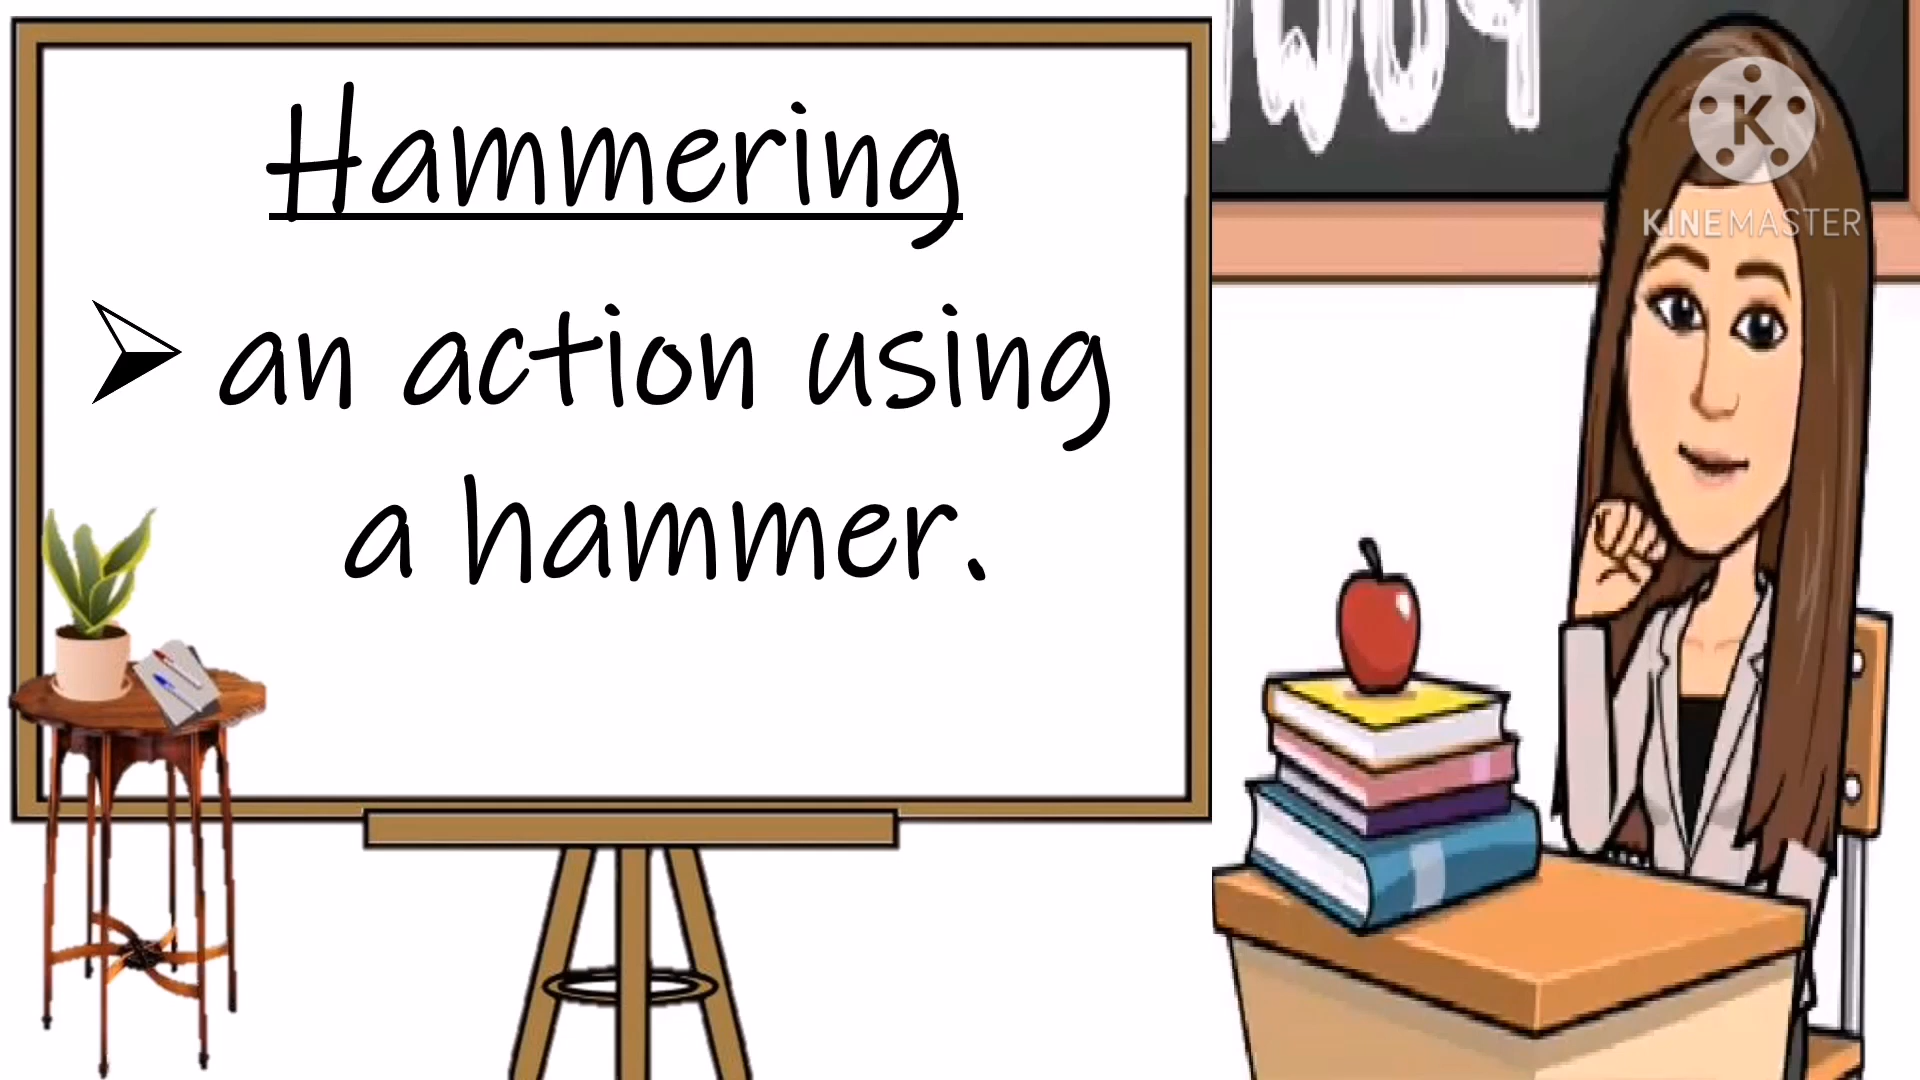 Hammering
an action using
a hammer.
K
KINEMASTER